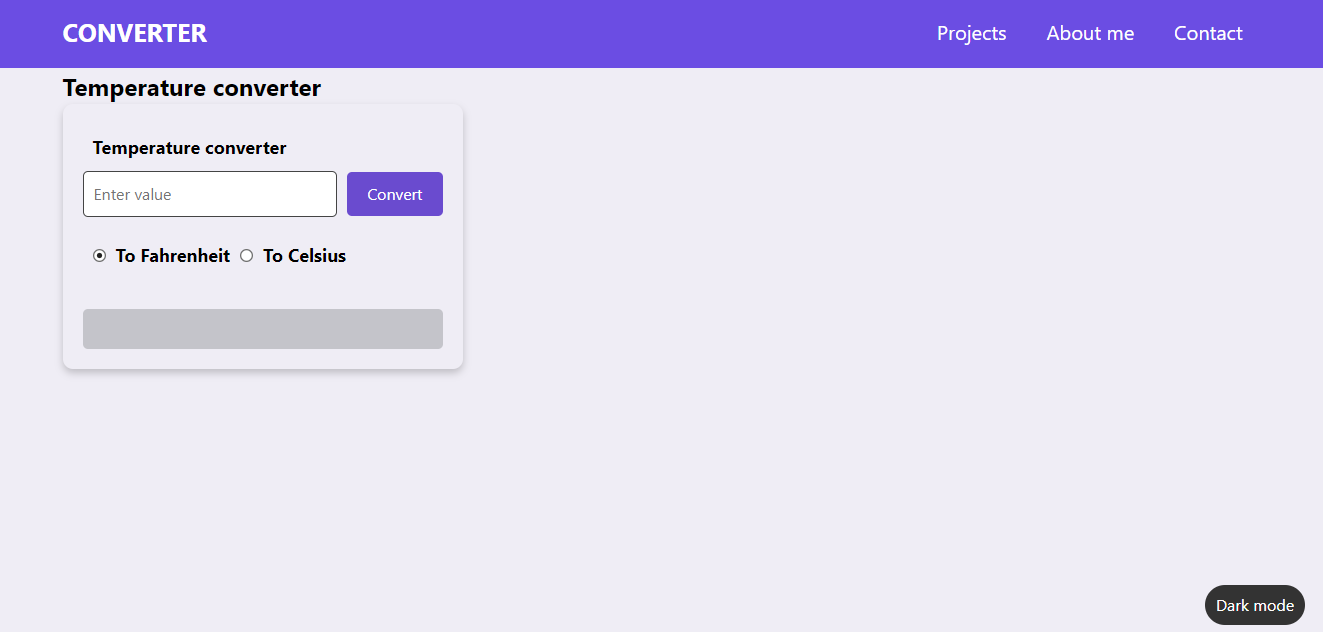 CONVERTER Projects About me Contact
Temperature converter
Temperature converter
Enter value Convert
To Fahrenheit To Celsius
Dark mode